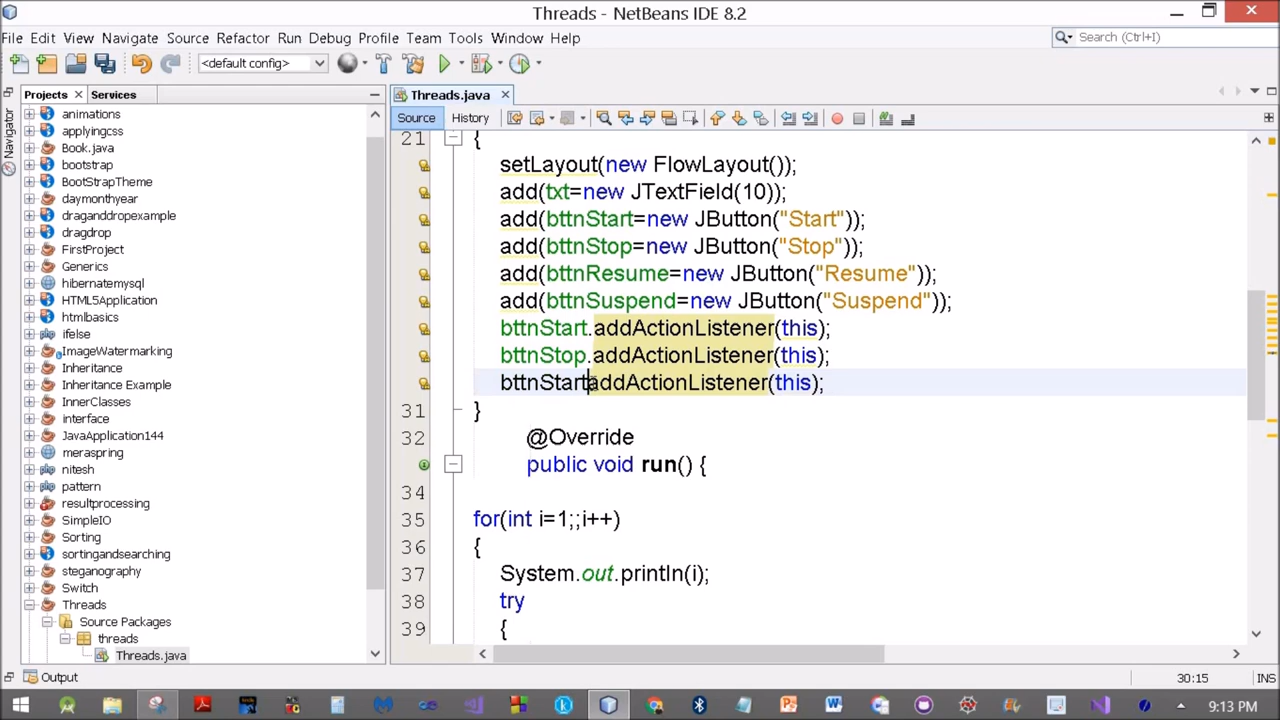 Threads - NetBeans IDE 8.2
File Edit View Navigate Source Refactor Run Debug Profile Team Tools Window Help
Search (Ctrl+I)
<default config>
Projects Services
Navigator
animations
applyingcss
Book.java
bootstrap
BootStrapTheme
daymonthyear
draganddropexample
dragdrop
FirstProject
Generics
hibernatemysql
HTML5Application
htmlbasics
ifelse
ImageWatermarking
Inheritance
Inheritance Example
InnerClasses
interface
JavaApplication144
meraspring
nitesh
pattern
resultprocessing
SimpleIO
Sorting
sortingandsearching
steganography
Switch
Threads
Source Packages
threads
Threads.java
Threads.java
Source History
21 {
setLayout(new FlowLayout());
add(txt=new JTextField(10));
add(bttnStart=new JButton("Start"));
add(bttnStop=new JButton("Stop"));
add(bttnResume=new JButton("Resume"));
add(bttnSuspend=new JButton("Suspend"));
bttnStart.addActionListener(this);
bttnStop.addActionListener(this);
bttnStartaddActionListener(this);
31 }
32 @Override
public void run() {
34
35 for(int i=1;;i++)
36 {
37 System.out.println(i);
38 try
39 {
Output
30:15
9:13 PM